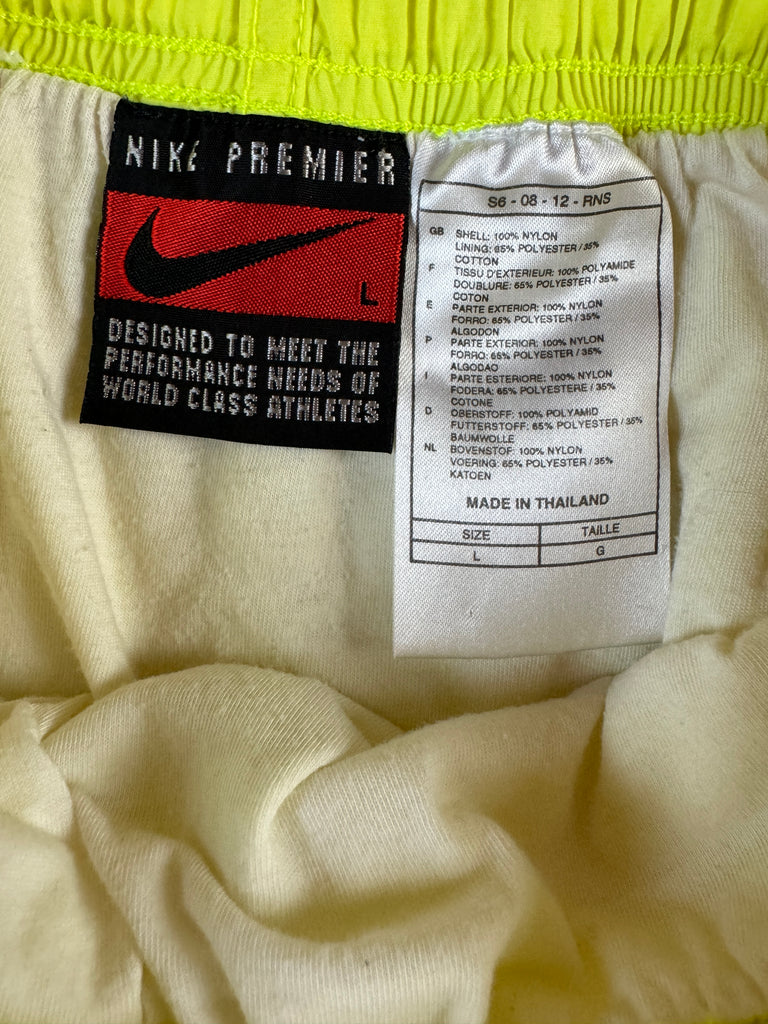 NIKE PREMIER
L
DESIGNED TO MEET THE
PERFORMANCE NEEDS OF
WORLD CLASS ATHLETES
S6 - 08 - 12 - RNS
GB SHELL: 100% NYLON
LINING: 65% POLYESTER / 35%
COTTON
F TISSU D'EXTERIEUR: 100% POLYAMIDE
DOUBLURE: 65% POLYESTER / 35%
COTON
E PARTE EXTERIOR: 100% NYLON
FORRO: 65% POLYESTER / 35%
ALGODON
P PARTE EXTERIOR: 100% NYLON
FORRO: 65% POLYESTER / 35%
ALGODAO
I PARTE ESTERIORE: 100% NYLON
FODERA: 65% POLYESTERE / 35%
COTONE
D OBERSTOFF: 100% POLYAMID
FUTTERSTOFF: 65% POLYESTER / 35%
BAUMWOLLE
NL BOVENSTOF: 100% NYLON
VOERING: 65% POLYESTER / 35%
KATOEN
MADE IN THAILAND
SIZE TAILLE
L G